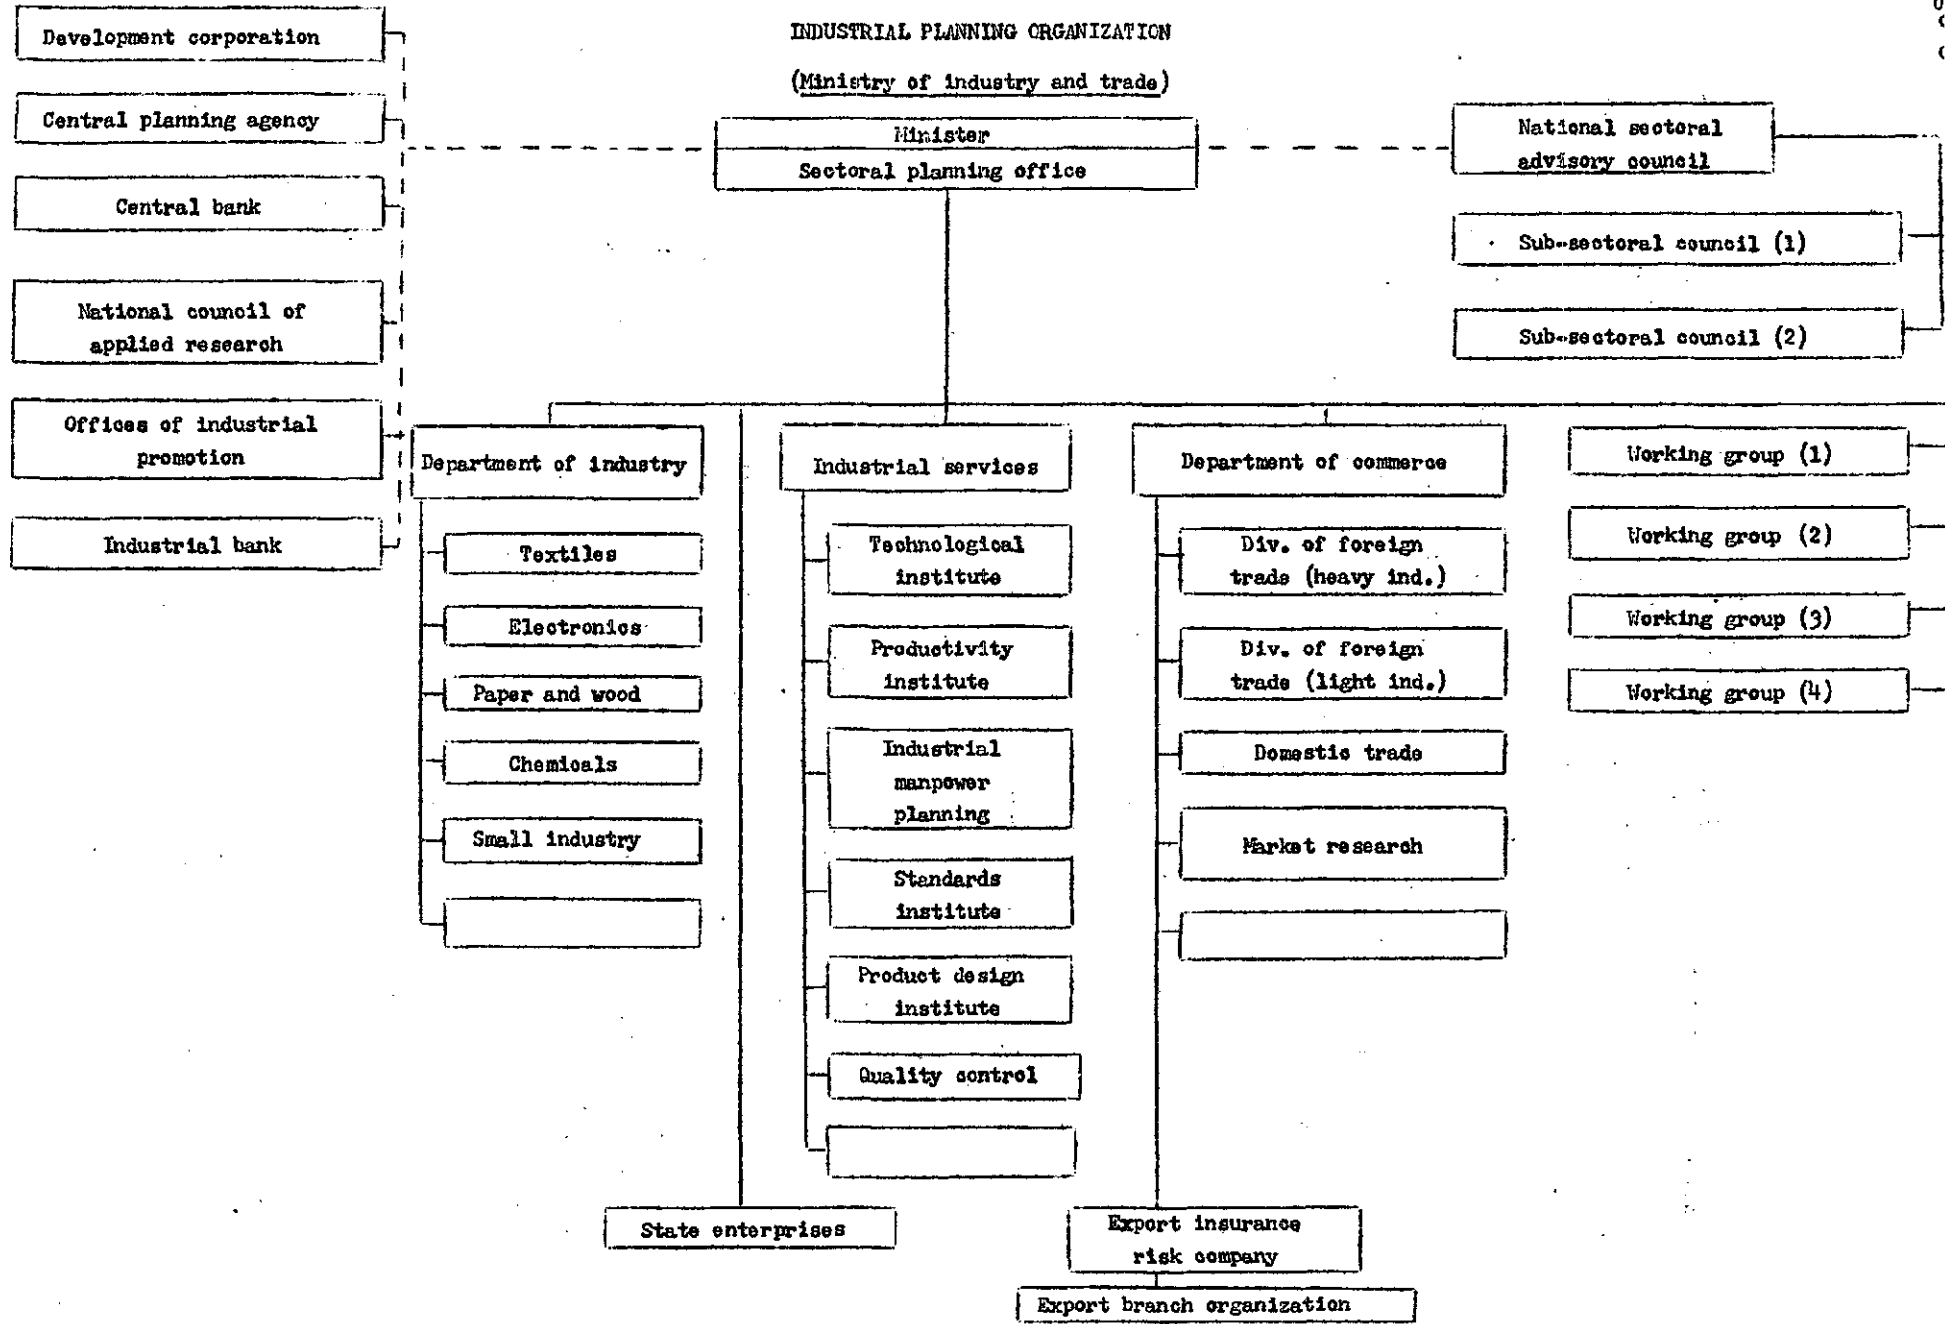 INDUSTRIAL PLANNING ORGANIZATION
(Ministry of industry and trade)
Minister
Sectoral planning office
Development corporation
Central planning agency
Central bank
National council of
applied research
Offices of industrial
promotion
Industrial bank
National sectoral
advisory council
Sub-sectoral council (1)
Sub-sectoral council (2)
Department of industry
Textiles
Electronics
Paper and wood
Chemicals
Small industry
Industrial services
Technological
institute
Productivity
institute
Industrial
manpower
planning
Standards
institute
Product design
institute
Quality control
Department of commerce
Div. of foreign
trade (heavy ind.)
Div. of foreign
trade (light ind.)
Domestic trade
Market research
Working group (1)
Working group (2)
Working group (3)
Working group (4)
State enterprises
Export insurance
risk company
Export branch organization